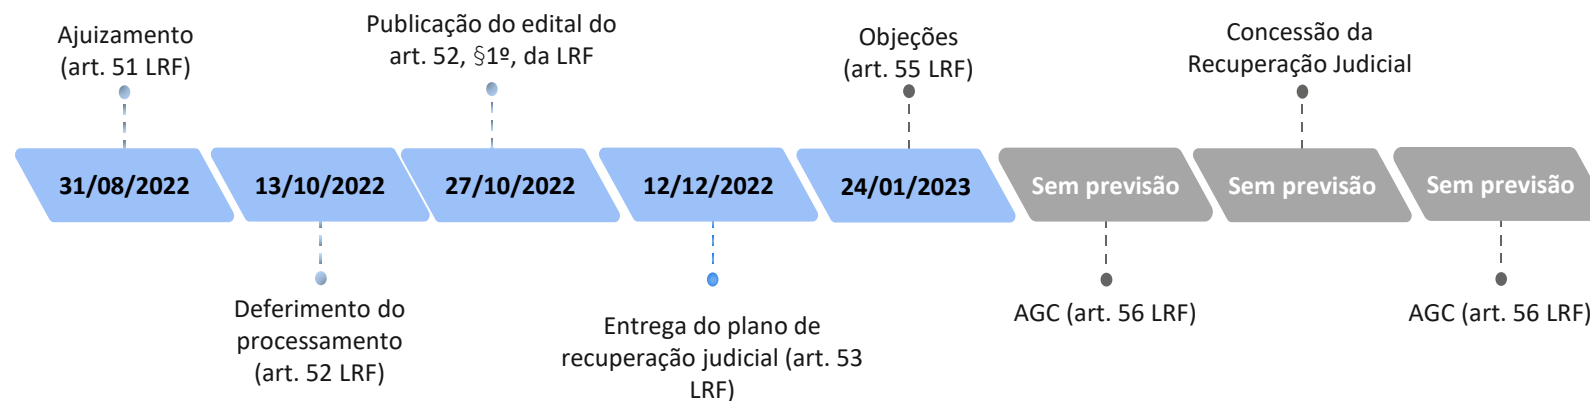 Ajuizamento
(art. 51 LRF)
Publicação do edital do
art. 52, §1º, da LRF
Objeções
(art. 55 LRF)
Concessão da
Recuperação Judicial
31/08/2022
13/10/2022
27/10/2022
12/12/2022
24/01/2023
Sem previsão
Sem previsão
Sem previsão
Deferimento do
processamento
(art. 52 LRF)
Entrega do plano de
recuperação judicial (art. 53
LRF)
AGC (art. 56 LRF)
AGC (art. 56 LRF)